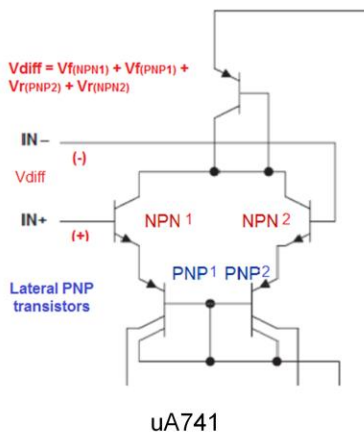 Vdiff = Vf(NPN1) + Vf(PNP1) +
Vr(PNP2) + Vr(NPN2)
IN−
(-)
Vdiff
IN+
(+)
NPN 1
NPN 2
PNP1
PNP2
Lateral PNP
transistors
uA741